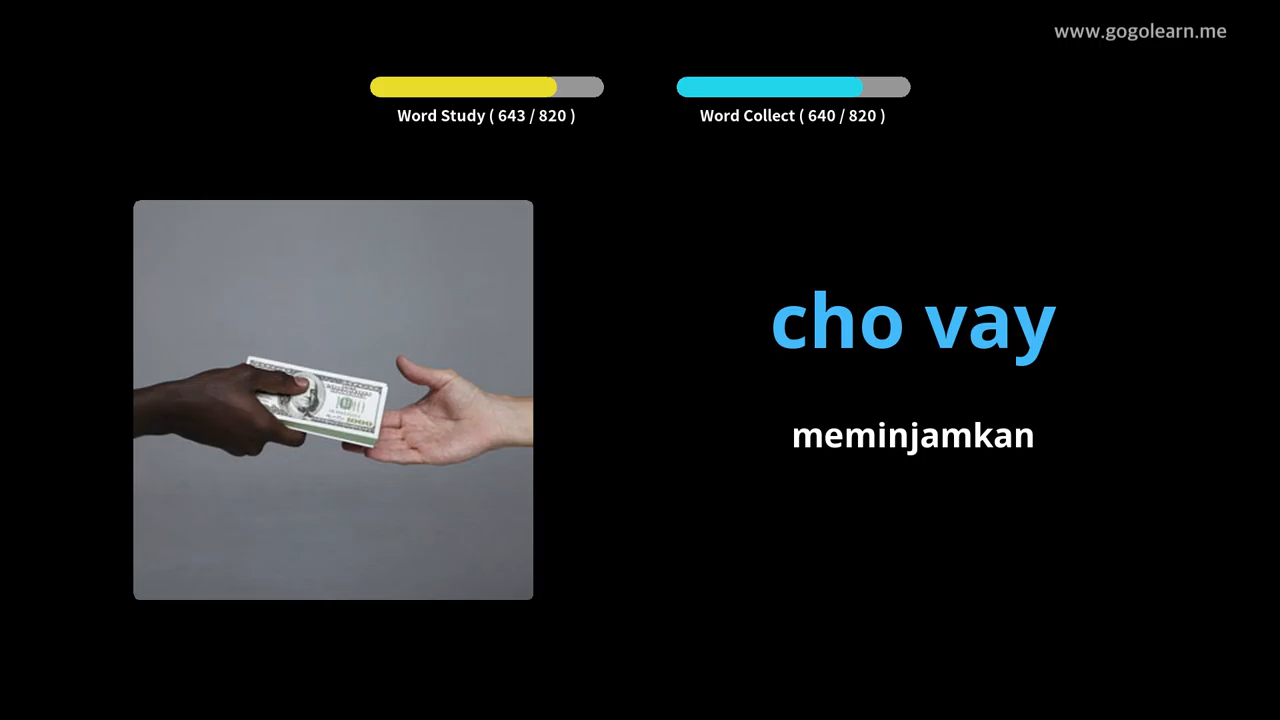 www.gogolearn.me
Word Study ( 643 / 820 )
Word Collect ( 640 / 820 )
cho vay
meminjamkan